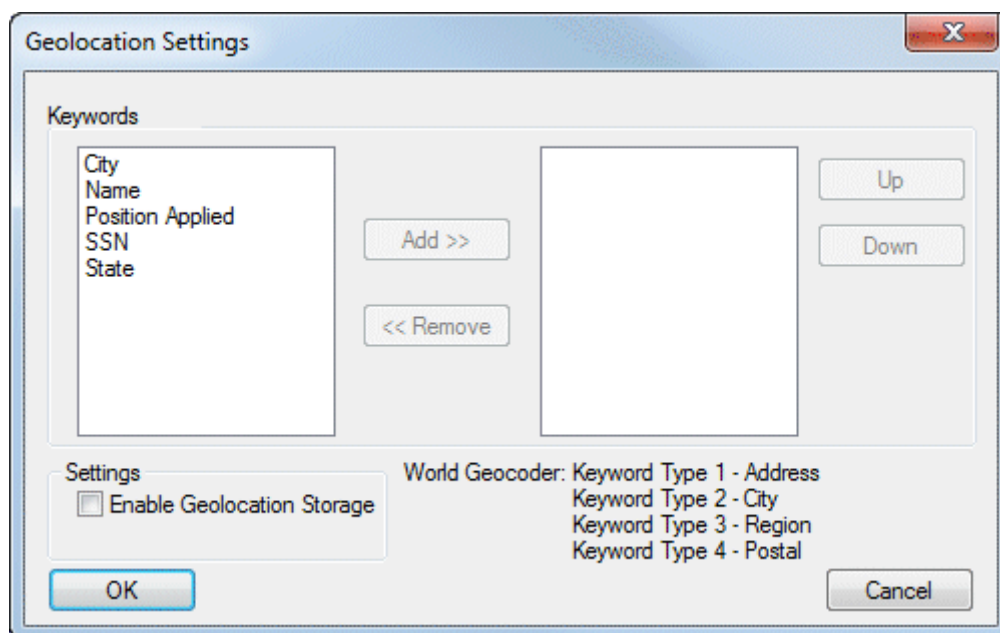 Geolocation Settings
Keywords
City
Name
Position Applied
SSN
State
Add >>
<< Remove
Up
Down
Settings
Enable Geolocation Storage
World Geocoder: Keyword Type 1 - Address
Keyword Type 2 - City
Keyword Type 3 - Region
Keyword Type 4 - Postal
OK
Cancel